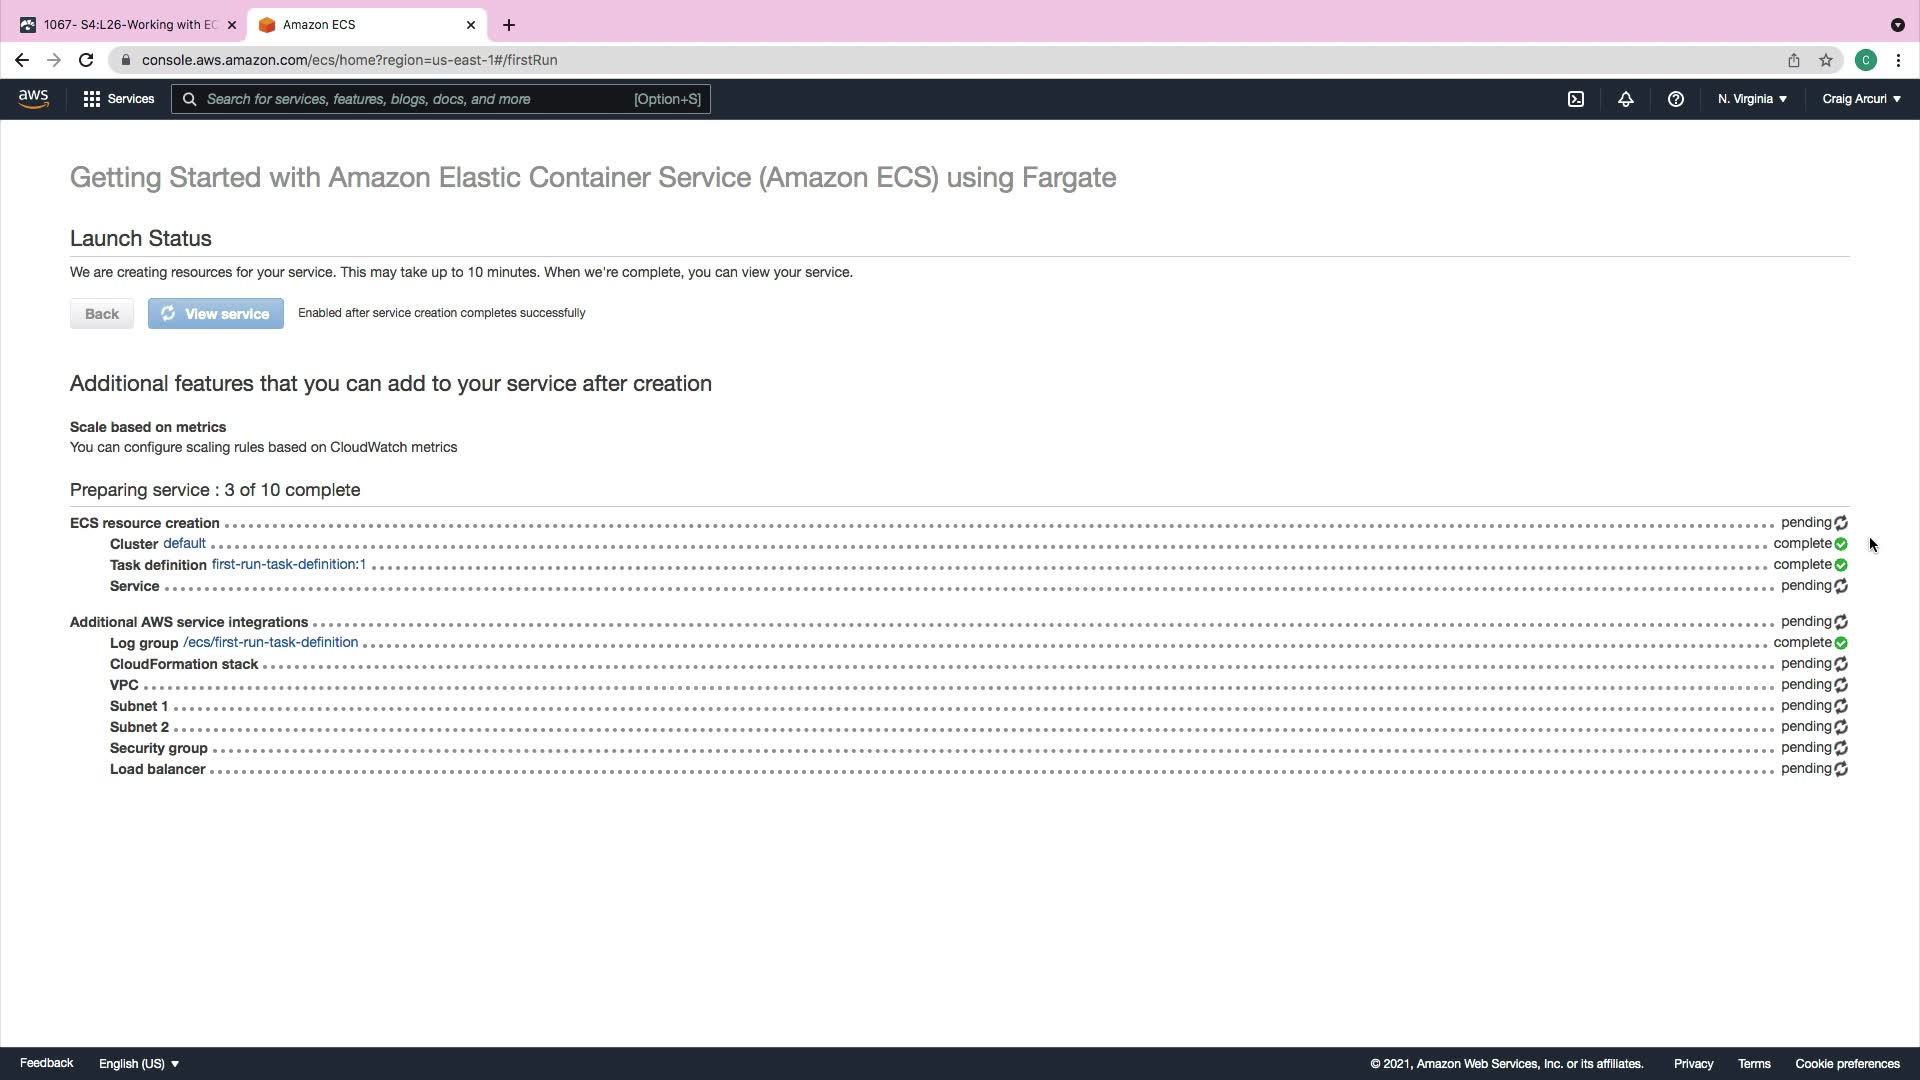 1067- S4:L26-Working with EC
Amazon ECS
console.aws.amazon.com/ecs/home?region=us-east-1#/firstRun
C
aws
Services
Search for services, features, blogs, docs, and more
[Option+S]
N. Virginia
Craig Arcuri
Getting Started with Amazon Elastic Container Service (Amazon ECS) using Fargate
Launch Status
We are creating resources for your service. This may take up to 10 minutes. When we're complete, you can view your service.
Back
View service
Enabled after service creation completes successfully
Additional features that you can add to your service after creation
Scale based on metrics
You can configure scaling rules based on CloudWatch metrics
Preparing service : 3 of 10 complete
ECS resource creation pending
Cluster default complete
Task definition first-run-task-definition:1 complete
Service pending
Additional AWS service integrations pending
Log group /ecs/first-run-task-definition complete
CloudFormation stack pending
VPC pending
Subnet 1 pending
Subnet 2 pending
Security group pending
Load balancer pending
Feedback
English (US)
© 2021, Amazon Web Services, Inc. or its affiliates.
Privacy
Terms
Cookie preferences